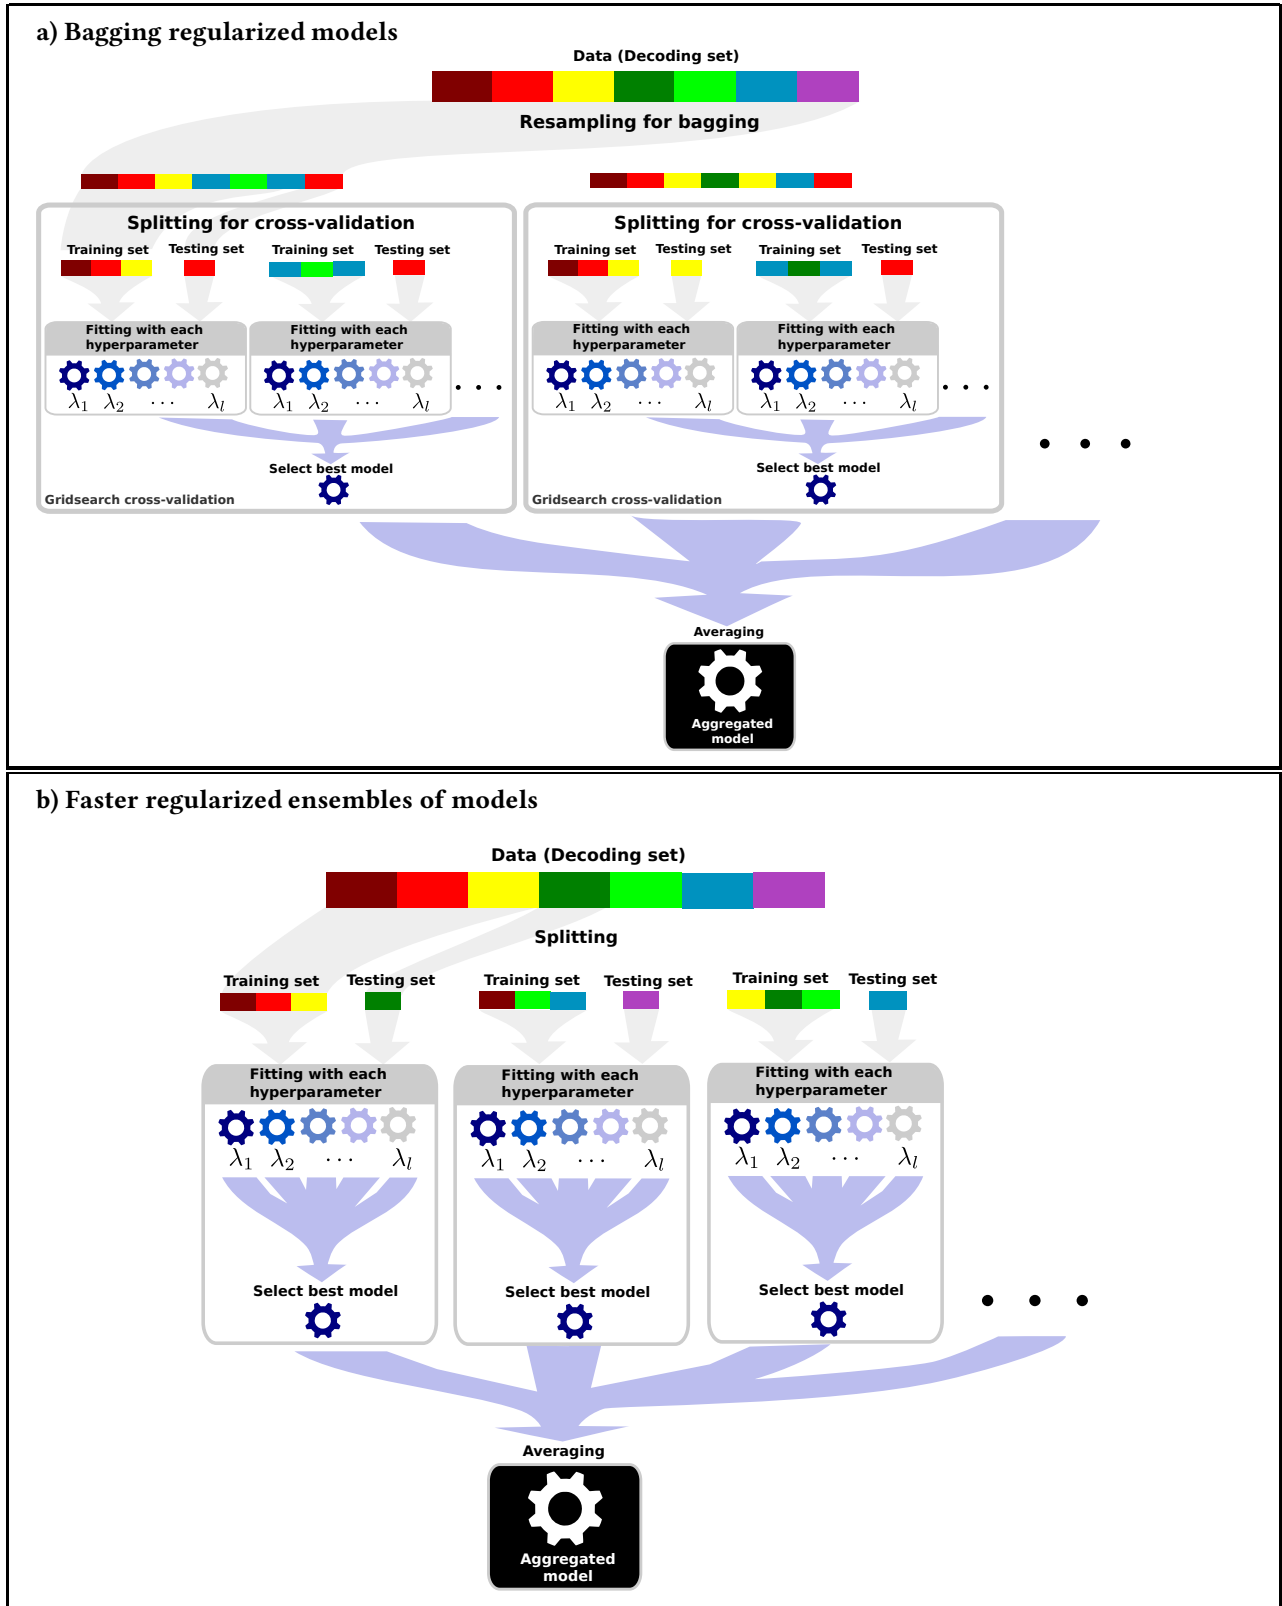 a) Bagging regularized models
Data (Decoding set)
Resampling for bagging
Splitting for cross-validation
Training set Testing set Training set Testing set
Fitting with each
hyperparameter
λ1 λ2 ··· λl
Fitting with each
hyperparameter
λ1 λ2 ··· λl
. . .
Select best model
Gridsearch cross-validation
Splitting for cross-validation
Training set Testing set Training set Testing set
Fitting with each
hyperparameter
λ1 λ2 ··· λl
Fitting with each
hyperparameter
λ1 λ2 ··· λl
. . .
Select best model
Gridsearch cross-validation
. . .
Averaging
Aggregated
model
b) Faster regularized ensembles of models
Data (Decoding set)
Splitting
Training set Testing set
Fitting with each
hyperparameter
λ1 λ2 ··· λl
Select best model
Training set Testing set
Fitting with each
hyperparameter
λ1 λ2 ··· λl
Select best model
Training set Testing set
Fitting with each
hyperparameter
λ1 λ2 ··· λl
Select best model
. . .
Averaging
Aggregated
model